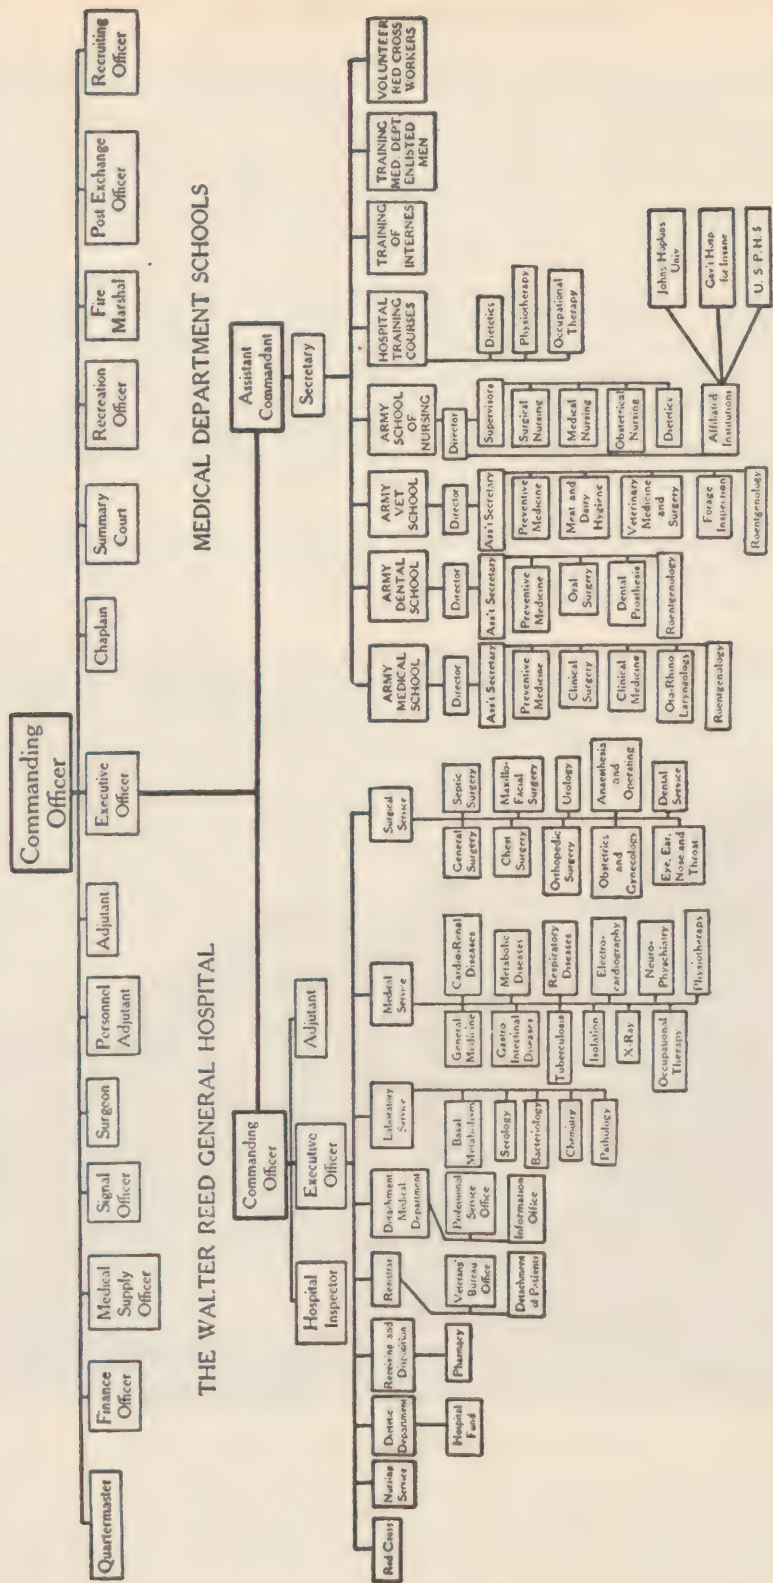 Commanding
Officer
Quartermaster
Finance
Officer
Medical
Supply
Officer
Signal
Officer
Surgeon
Personnel
Adjutant
Adjutant
Executive
Officer
Chaplain
Summary
Court
Recreation
Officer
Fire
Marshal
Post Exchange
Officer
Recruiting
Officer
THE WALTER REED GENERAL HOSPITAL
Commanding
Officer
Hospital
Inspector
Executive
Officer
Adjutant
Red Cross
Nursing
Service
Dietetic
Department
Hospital
Fund
Receiving and
Disposition
Pharmacy
Registrar
Veterans'
Bureau
Office
Detachment
of Patients
Detachment
Medical
Department
Professional
Service
Office
Information
Office
Laboratory
Service
Basal
Metabolism
Serology
Bacteriology
Chemistry
Pathology
Medical
Service
General
Medicine
Cardio-Renal
Diseases
Gastro
Intestinal
Diseases
Metabolic
Diseases
Tuberculosis
Respiratory
Diseases
Isolation
Electro-
cardiography
X-Ray
Neuro-
Phyachiatry
Occupational
Therapy
Physiotherapy
Surgical
Service
General
Surgery
Septic
Surgery
Chest
Surgery
Maxillo-
Facial Surgery
Orthopedic
Surgery
Urology
Obstetrics
and
Gynecology
Anaesthesia
and
Operating
Eye, Ear,
Nose and
Throat
Dental
Service
MEDICAL DEPARTMENT SCHOOLS
Assistant
Commandant
Secretary
ARMY
MEDICAL
SCHOOL
Director
Ass't Secretary
Preventive
Medicine
Clinical
Surgery
Clinical
Medicine
Oto-Rhino
Laryngology
Roentgenology
ARMY
DENTAL
SCHOOL
Director
Ass't Secretary
Preventive
Medicine
Oral
Surgery
Dental
Prosthesis
Roentgenology
ARMY
VET
SCHOOL
Director
Ass't Secretary
Preventive
Medicine
Meat and
Dairy
Hygiene
Veterinary
Medicine
and
Surgery
Forage
Inspection
Roentgenology
ARMY
SCHOOL
OF
NURSING
Director
Supervisors
Surgical
Nursing
Medical
Nursing
Obstetrical
Nursing
Dietetics
Affiliated
Institutions
Johns Hopkins
Univ
Gov't Hosp
for Insane
U. S. P. H. S
HOSPITAL
TRAINING
COURSES
Dietetics
Physiotherapy
Occupational
Therapy
TRAINING
OF
INTERNES
TRAINING
MED. DEPT
ENLISTED
MEN
VOLUNTEER
RED CROSS
WORKERS